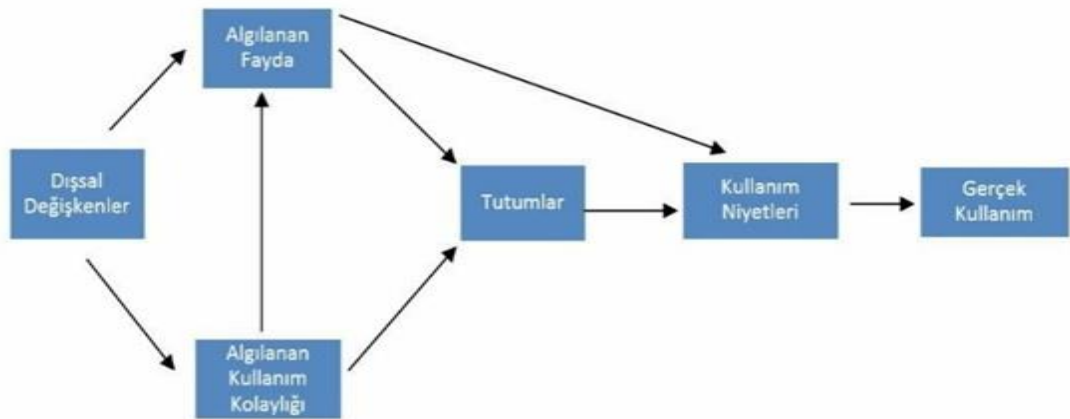 Algılanan
Fayda
Dışsal
Değişkenler
Tutumlar
Kullanım
Niyetleri
Gerçek
Kullanım
Algılanan
Kullanım
Kolaylığı